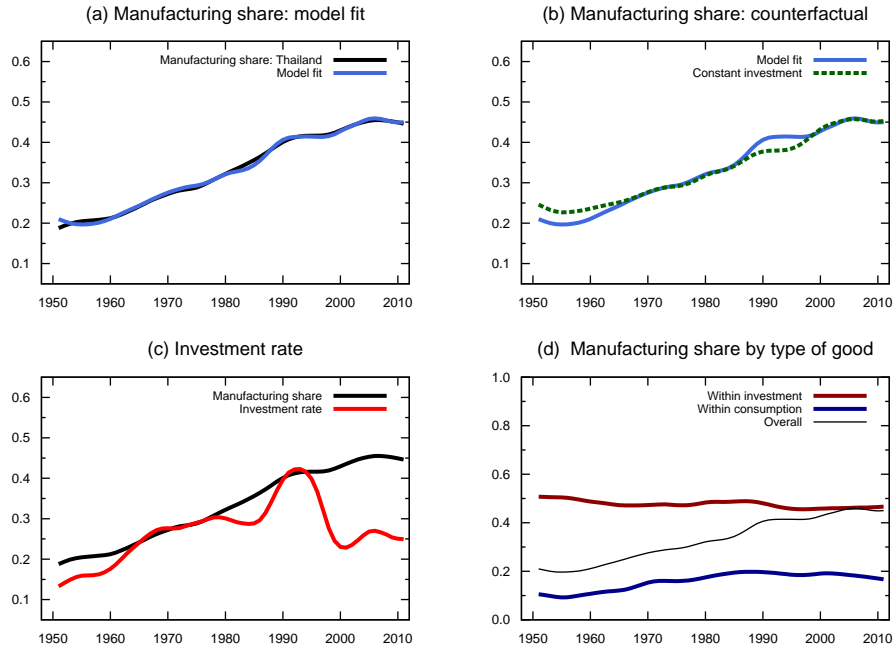 (a) Manufacturing share: model fit
0.6
0.5
0.4
0.3
0.2
0.1
Manufacturing share: Thailand
Model fit
1950 1960 1970 1980 1990 2000 2010
(b) Manufacturing share: counterfactual
0.6
0.5
0.4
0.3
0.2
0.1
Model fit
Constant investment
1950 1960 1970 1980 1990 2000 2010
(c) Investment rate
0.6
0.5
0.4
0.3
0.2
0.1
Manufacturing share
Investment rate
1950 1960 1970 1980 1990 2000 2010
(d) Manufacturing share by type of good
1.0
0.8
0.6
0.4
0.2
0.0
Within investment
Within consumption
Overall
1950 1960 1970 1980 1990 2000 2010